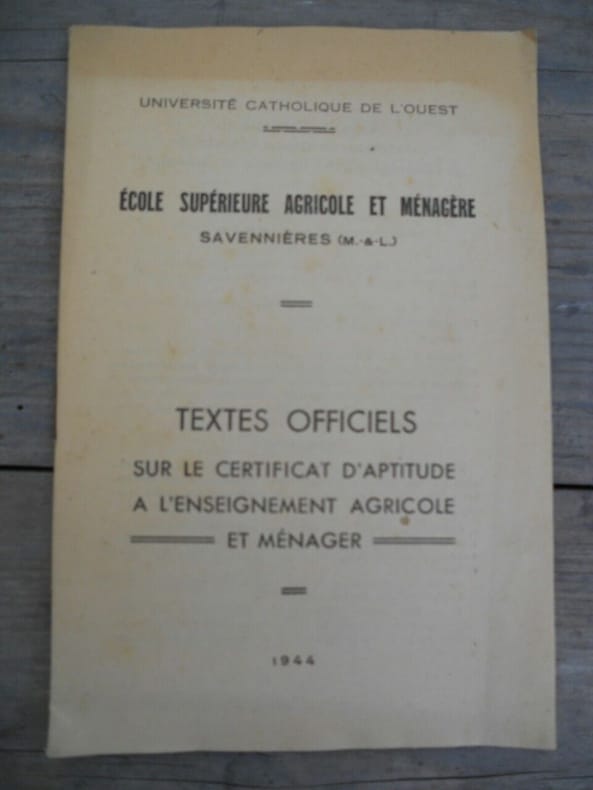 UNIVERSITÉ CATHOLIQUE DE L'OUEST
ÉCOLE SUPÉRIEURE AGRICOLE ET MÉNAGÈRE
SAVENNIÈRES (M.-&-L.)
TEXTES OFFICIELS
SUR LE CERTIFICAT D'APTITUDE
A L'ENSEIGNEMENT AGRICOLE
ET MÉNAGER
1944